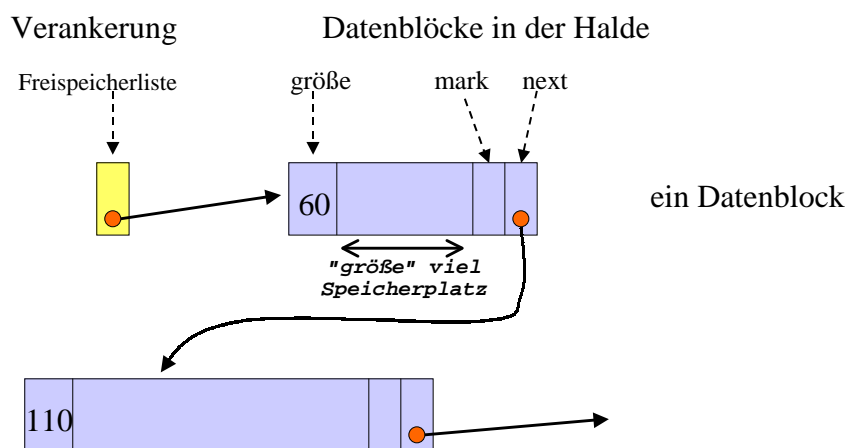 Verankerung
Datenblöcke in der Halde
Freispeicherliste
größe
mark
next
60
ein Datenblock
"größe" viel
Speicherplatz
110